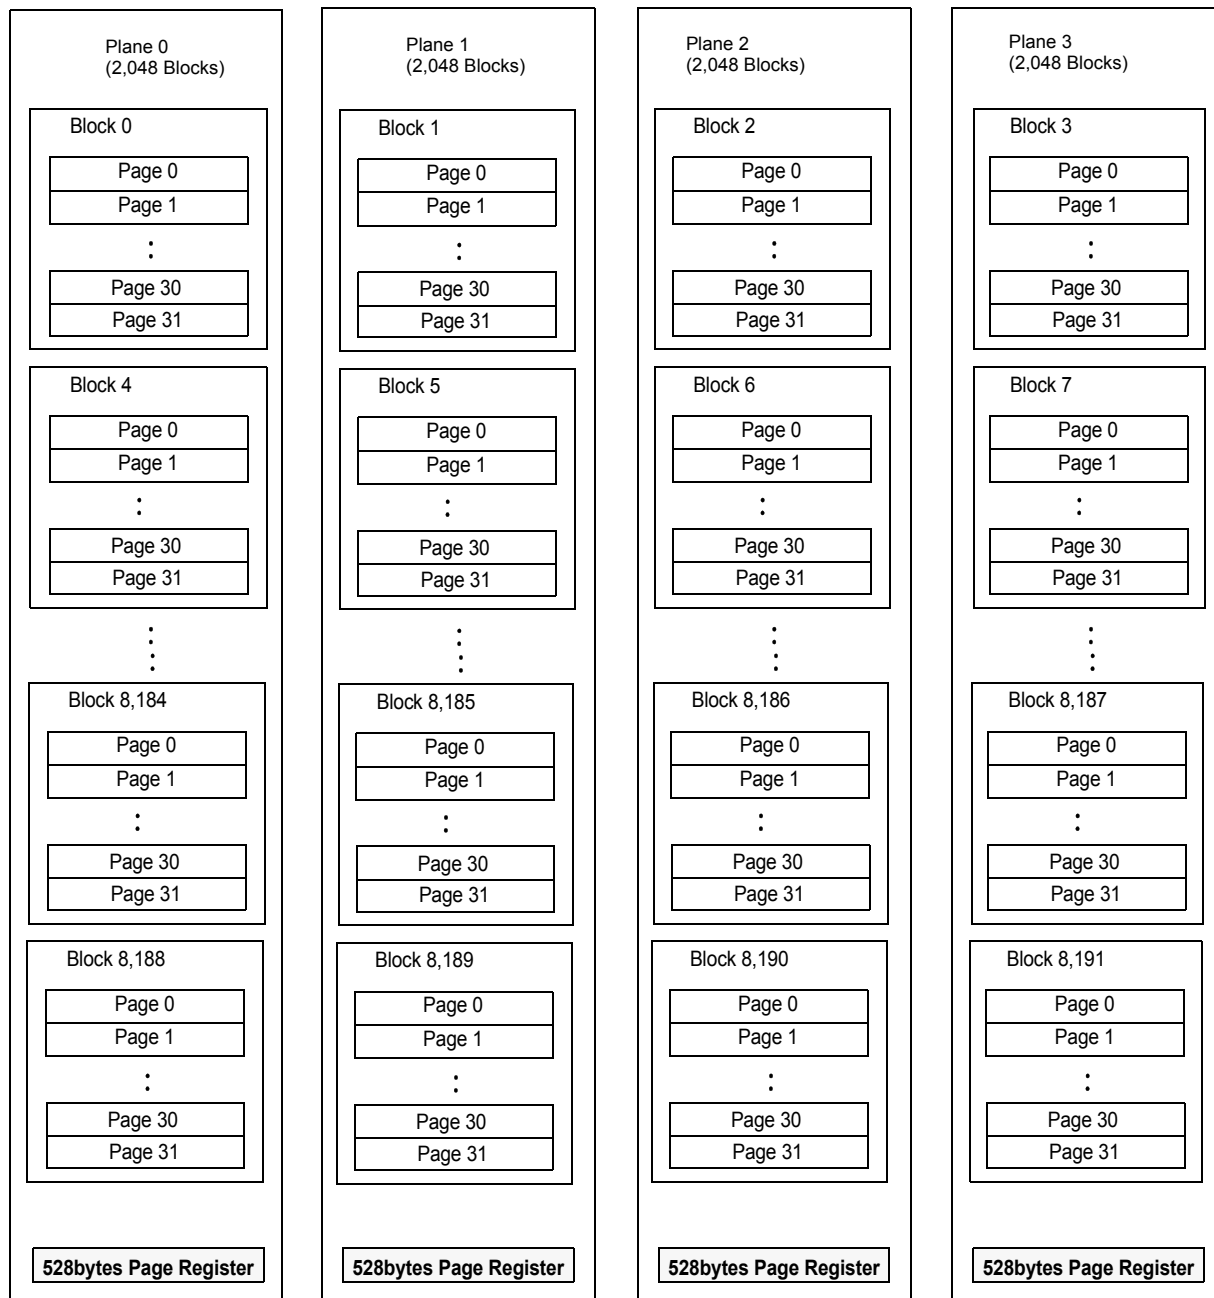 Plane 0
(2,048 Blocks)
Block 0
Page 0
Page 1
Page 30
Page 31
Block 4
Page 0
Page 1
Page 30
Page 31
Block 8,184
Page 0
Page 1
Page 30
Page 31
Block 8,188
Page 0
Page 1
Page 30
Page 31
528bytes Page Register
Plane 1
(2,048 Blocks)
Block 1
Page 0
Page 1
Page 30
Page 31
Block 5
Page 0
Page 1
Page 30
Page 31
Block 8,185
Page 0
Page 1
Page 30
Page 31
Block 8,189
Page 0
Page 1
Page 30
Page 31
528bytes Page Register
Plane 2
(2,048 Blocks)
Block 2
Page 0
Page 1
Page 30
Page 31
Block 6
Page 0
Page 1
Page 30
Page 31
Block 8,186
Page 0
Page 1
Page 30
Page 31
Block 8,190
Page 0
Page 1
Page 30
Page 31
528bytes Page Register
Plane 3
(2,048 Blocks)
Block 3
Page 0
Page 1
Page 30
Page 31
Block 7
Page 0
Page 1
Page 30
Page 31
Block 8,187
Page 0
Page 1
Page 30
Page 31
Block 8,191
Page 0
Page 1
Page 30
Page 31
528bytes Page Register